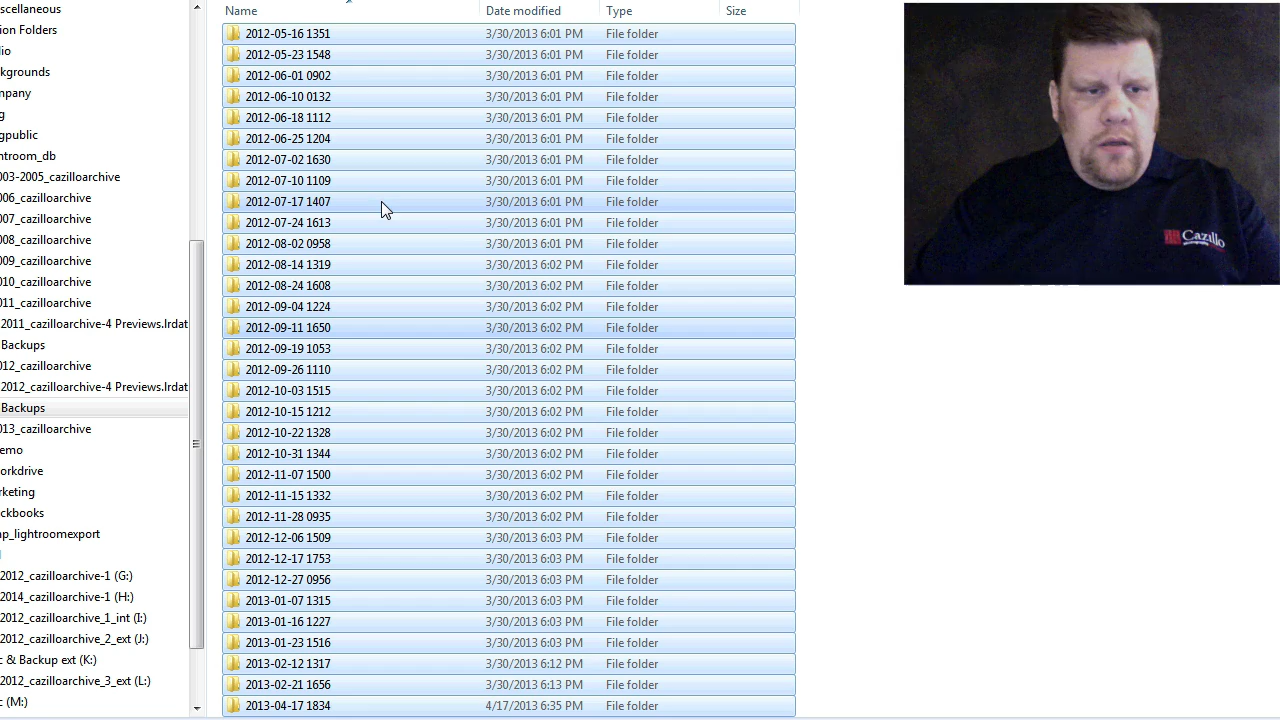 scellaneous
ion Folders
io
kgrounds
mpany
g
gpublic
htroom_db
003-2005_cazilloarchive
006_cazilloarchive
007_cazilloarchive
008_cazilloarchive
009_cazilloarchive
010_cazilloarchive
011_cazilloarchive
2011_cazilloarchive-4 Previews.lrdat
Backups
012_cazilloarchive
2012_cazilloarchive-4 Previews.lrdat
Backups
013_cazilloarchive
emo
orkdrive
rketing
ickbooks
np_lightroomexport
2012_cazilloarchive-1 (G:)
2014_cazilloarchive-1 (H:)
2012_cazilloarchive_1_int (I:)
2012_cazilloarchive_2_ext (J:)
c & Backup ext (K:)
2012_cazilloarchive_3_ext (L:)
c (M:)
Name Date modified Type Size
2012-05-16 1351 3/30/2013 6:01 PM File folder
2012-05-23 1548 3/30/2013 6:01 PM File folder
2012-06-01 0902 3/30/2013 6:01 PM File folder
2012-06-10 0132 3/30/2013 6:01 PM File folder
2012-06-18 1112 3/30/2013 6:01 PM File folder
2012-06-25 1204 3/30/2013 6:01 PM File folder
2012-07-02 1630 3/30/2013 6:01 PM File folder
2012-07-10 1109 3/30/2013 6:01 PM File folder
2012-07-17 1407 3/30/2013 6:01 PM File folder
2012-07-24 1613 3/30/2013 6:01 PM File folder
2012-08-02 0958 3/30/2013 6:01 PM File folder
2012-08-14 1319 3/30/2013 6:02 PM File folder
2012-08-24 1608 3/30/2013 6:02 PM File folder
2012-09-04 1224 3/30/2013 6:02 PM File folder
2012-09-11 1650 3/30/2013 6:02 PM File folder
2012-09-19 1053 3/30/2013 6:02 PM File folder
2012-09-26 1110 3/30/2013 6:02 PM File folder
2012-10-03 1515 3/30/2013 6:02 PM File folder
2012-10-15 1212 3/30/2013 6:02 PM File folder
2012-10-22 1328 3/30/2013 6:02 PM File folder
2012-10-31 1344 3/30/2013 6:02 PM File folder
2012-11-07 1500 3/30/2013 6:02 PM File folder
2012-11-15 1332 3/30/2013 6:02 PM File folder
2012-11-28 0935 3/30/2013 6:02 PM File folder
2012-12-06 1509 3/30/2013 6:03 PM File folder
2012-12-17 1753 3/30/2013 6:03 PM File folder
2012-12-27 0956 3/30/2013 6:03 PM File folder
2013-01-07 1315 3/30/2013 6:03 PM File folder
2013-01-16 1227 3/30/2013 6:03 PM File folder
2013-01-23 1516 3/30/2013 6:03 PM File folder
2013-02-12 1317 3/30/2013 6:12 PM File folder
2013-02-21 1656 3/30/2013 6:13 PM File folder
2013-04-17 1834 4/17/2013 6:35 PM File folder
Cazillo